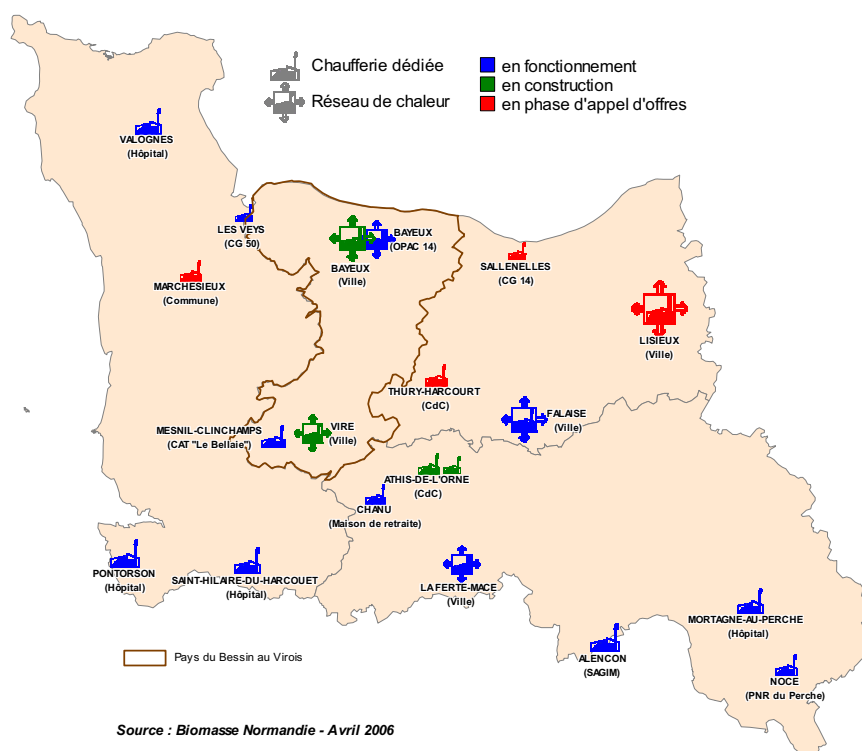 Chaufferie dédiée
Réseau de chaleur
en fonctionnement
en construction
en phase d'appel d'offres
VALOGNES
(Hôpital)
LES VEYS
(CG 50)
BAYEUX
(Ville)
BAYEUX
(OPAC 14)
SALLENELLES
(CG 14)
MARCHESIEUX
(Commune)
LISIEUX
(Ville)
THURY-HARCOURT
(CdC)
FALAISE
(Ville)
MESNIL-CLINCHAMPS
(CAT "Le Bellaie")
VIRE
(Ville)
ATHIS-DE-L'ORNE
(CdC)
CHANU
(Maison de retraite)
PONTORSON
(Hôpital)
SAINT-HILAIRE-DU-HARCOUET
(Hôpital)
LA FERTE-MACE
(Ville)
MORTAGNE-AU-PERCHE
(Hôpital)
ALENCON
(SAGIM)
NOCE
(PNR du Perche)
Pays du Bessin au Virois
Source : Biomasse Normandie - Avril 2006